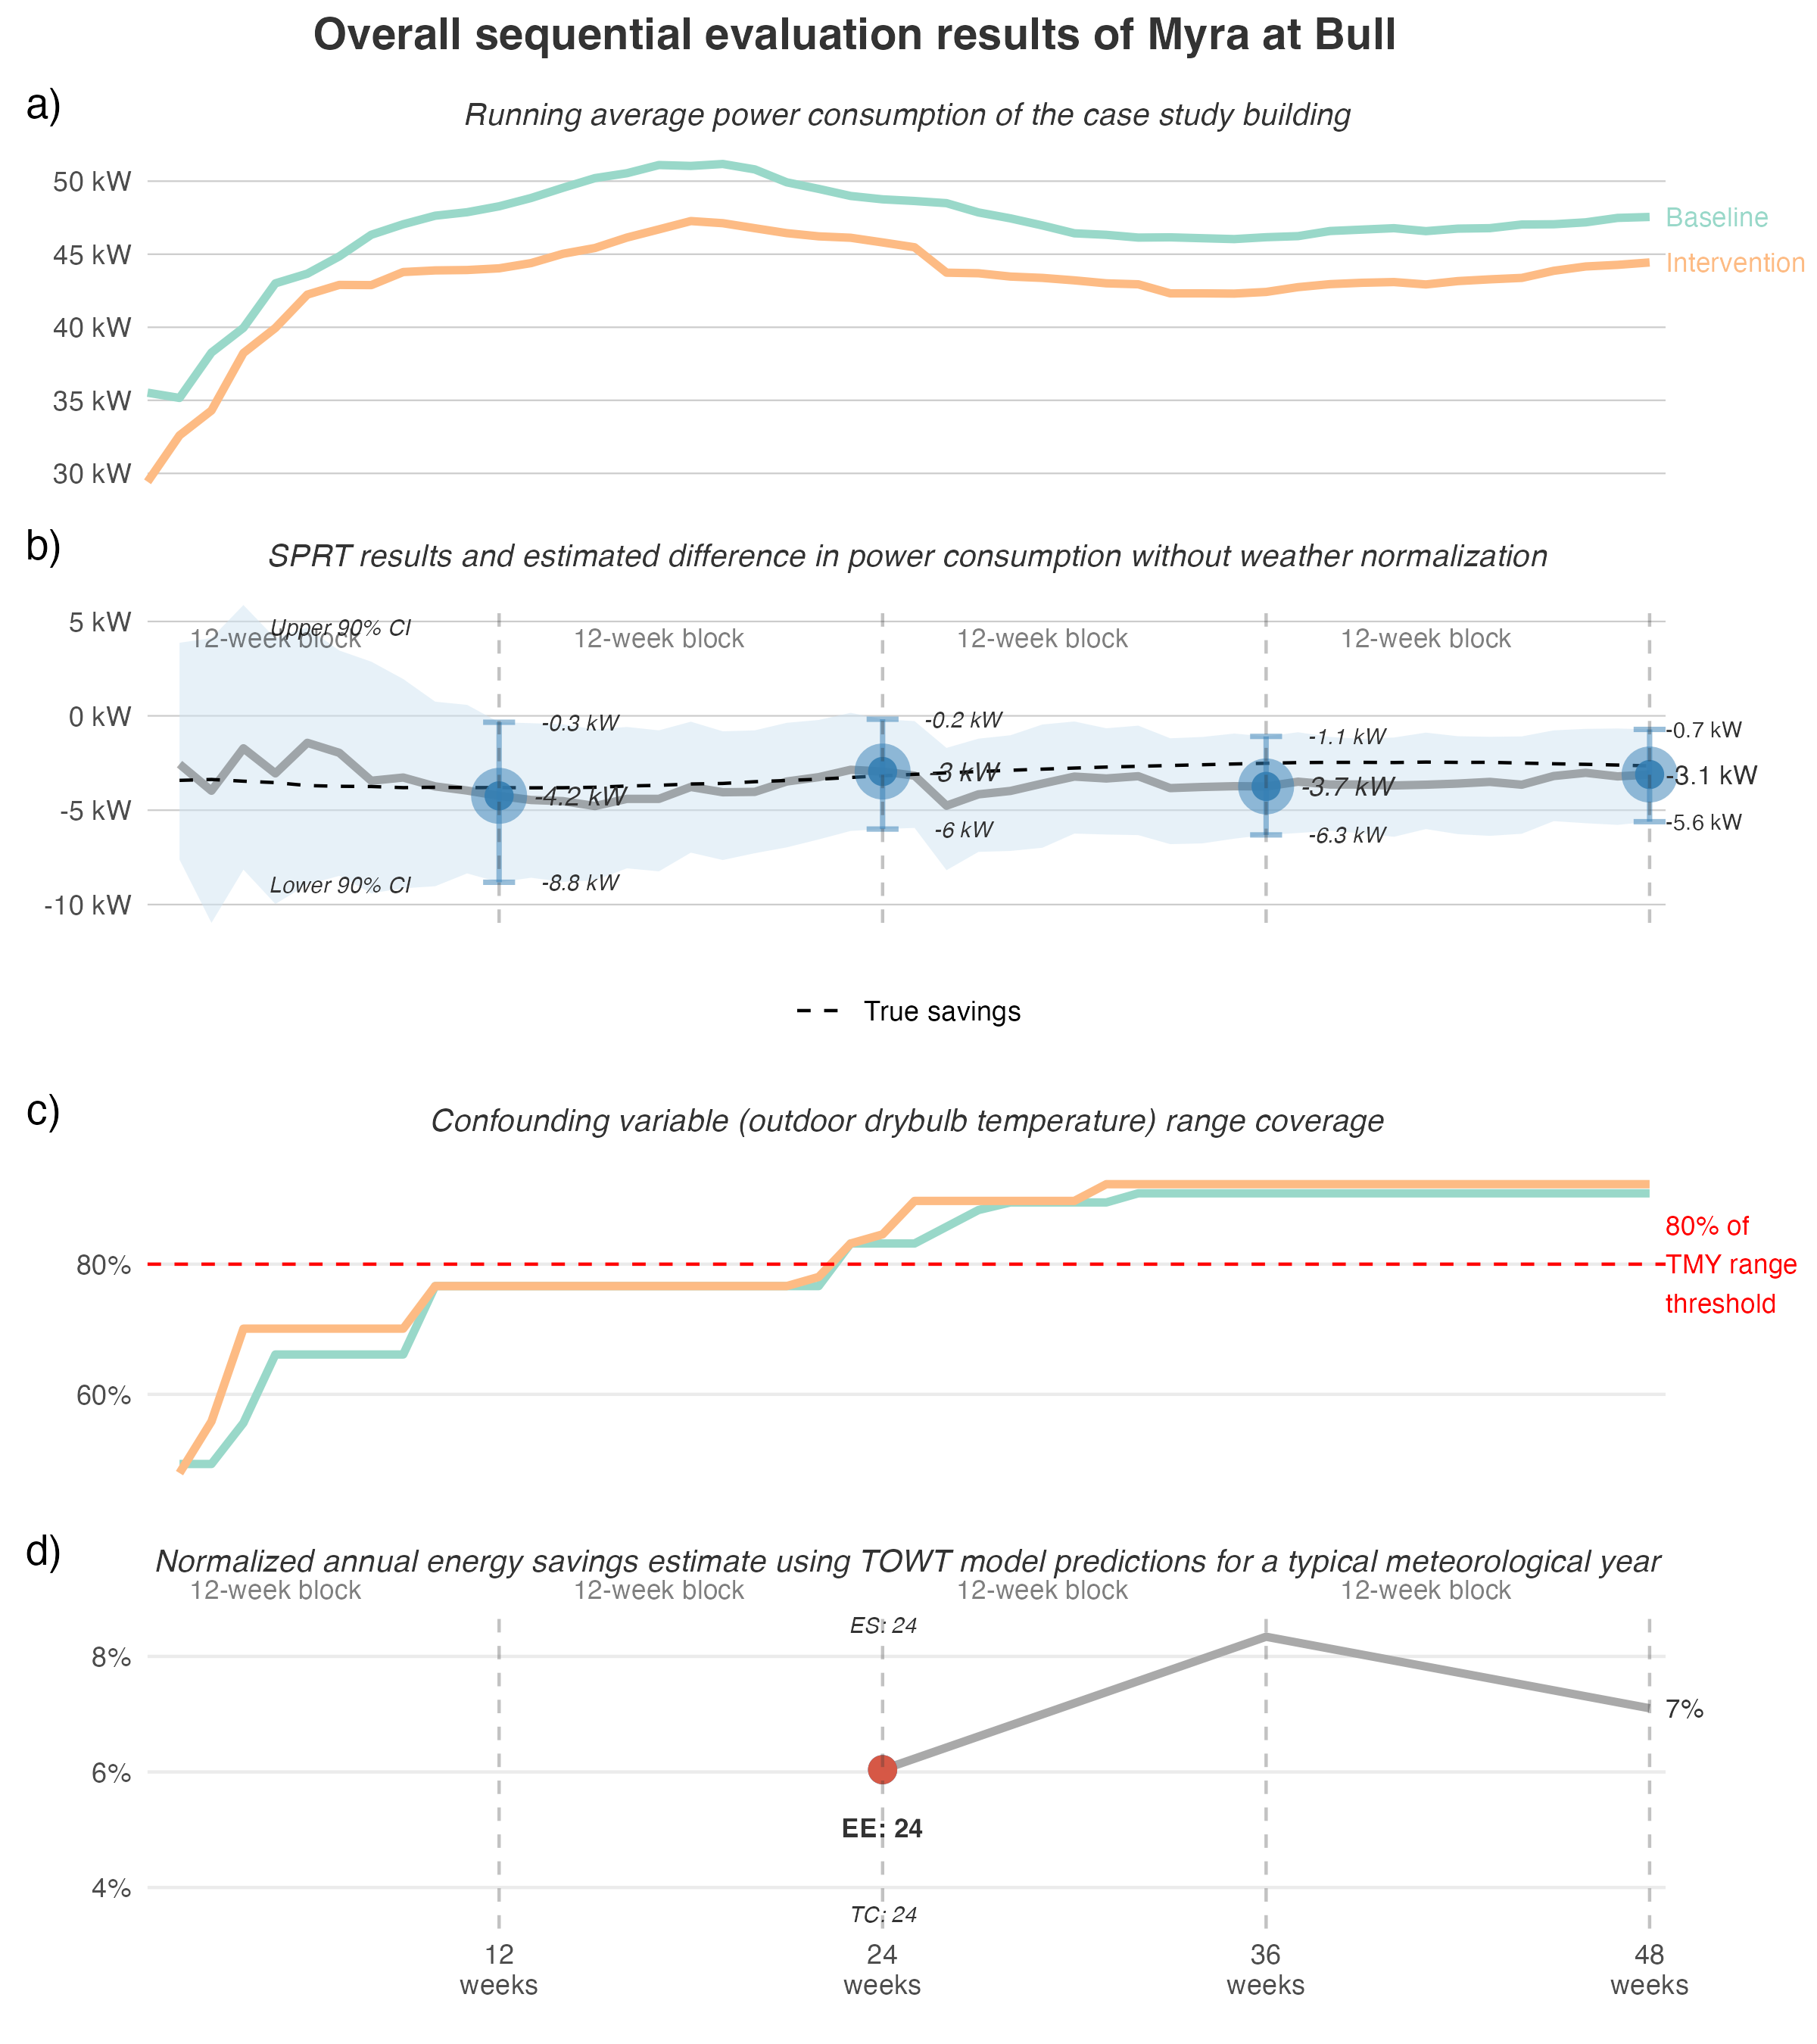 Overall sequential evaluation results of Myra at Bull
a)
Running average power consumption of the case study building
50 kW
45 kW
40 kW
35 kW
30 kW
Baseline
Intervention
b)
SPRT results and estimated difference in power consumption without weather normalization
5 kW
0 kW
-5 kW
-10 kW
12-week block
12-week block
12-week block
12-week block
Upper 90% CI
Lower 90% CI
-0.3 kW
-4.2 kW
-8.8 kW
-0.2 kW
-3 kW
-6 kW
-1.1 kW
-3.7 kW
-6.3 kW
-0.7 kW
-3.1 kW
-5.6 kW
True savings
c)
Confounding variable (outdoor drybulb temperature) range coverage
80%
60%
80% of
TMY range
threshold
d)
Normalized annual energy savings estimate using TOWT model predictions for a typical meteorological year
12-week block
12-week block
12-week block
12-week block
8%
6%
4%
ES: 24
EE: 24
TC: 24
7%
12
weeks
24
weeks
36
weeks
48
weeks